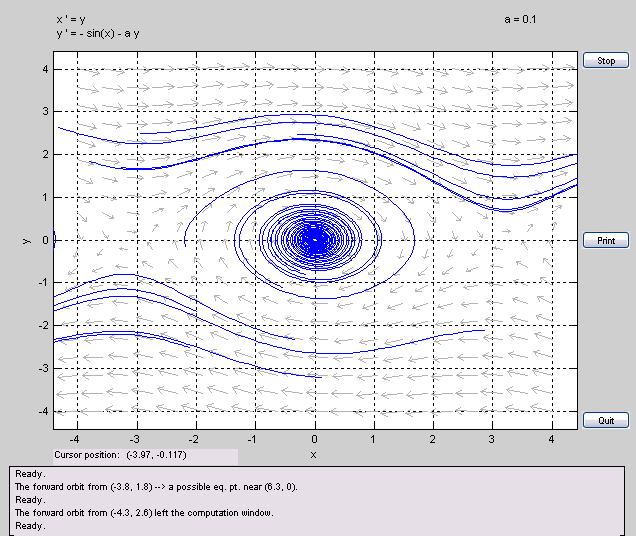 x ' = y
a = 0.1
y ' = - sin(x) - a y
Stop
4
3
2
1
y
0
Print
-1
-2
-3
-4
Quit
-4 -3 -2 -1 0 1 2 3 4
x
Cursor position: (-3.97, -0.117)
Ready.
The forward orbit from (-3.8, 1.8) --> a possible eq. pt. near (6.3, 0).
Ready.
The forward orbit from (-4.3, 2.6) left the computation window.
Ready.